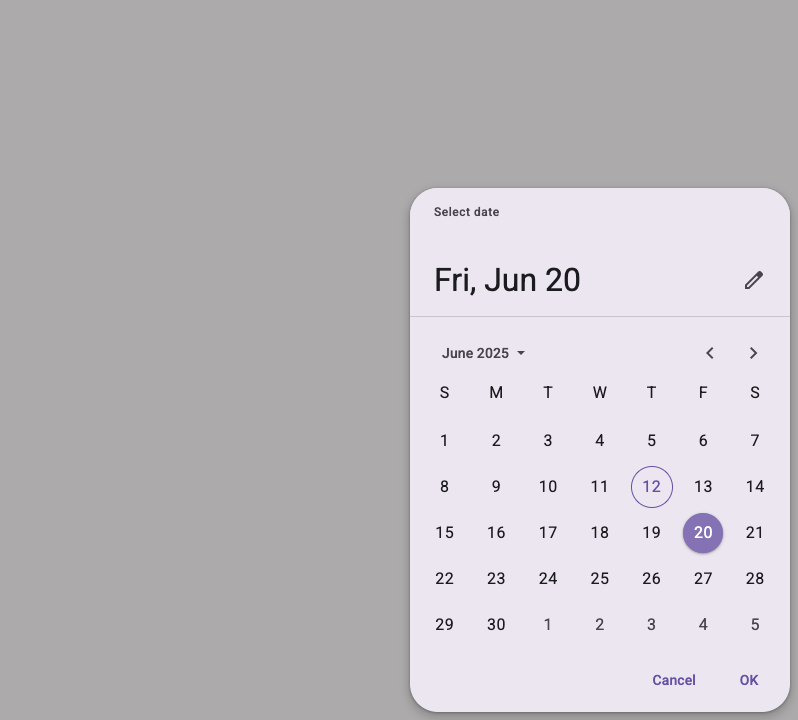 Select date
Fri, Jun 20
June 2025
S M T W T F S
1 2 3 4 5 6 7
8 9 10 11 12 13 14
15 16 17 18 19 20 21
22 23 24 25 26 27 28
29 30 1 2 3 4 5
Cancel OK